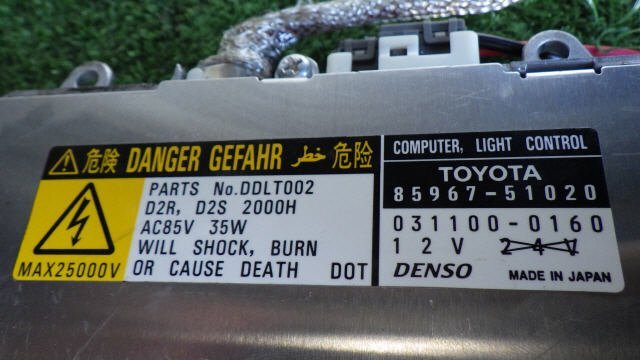 危険 DANGER GEFAHR خطر 危险
MAX25000V
PARTS No.DDLT002
D2R, D2S 2000H
AC85V 35W
WILL SHOCK, BURN
OR CAUSE DEATH DOT
COMPUTER, LIGHT CONTROL
TOYOTA
85967-51020
031100-0160
12V 24V
DENSO MADE IN JAPAN